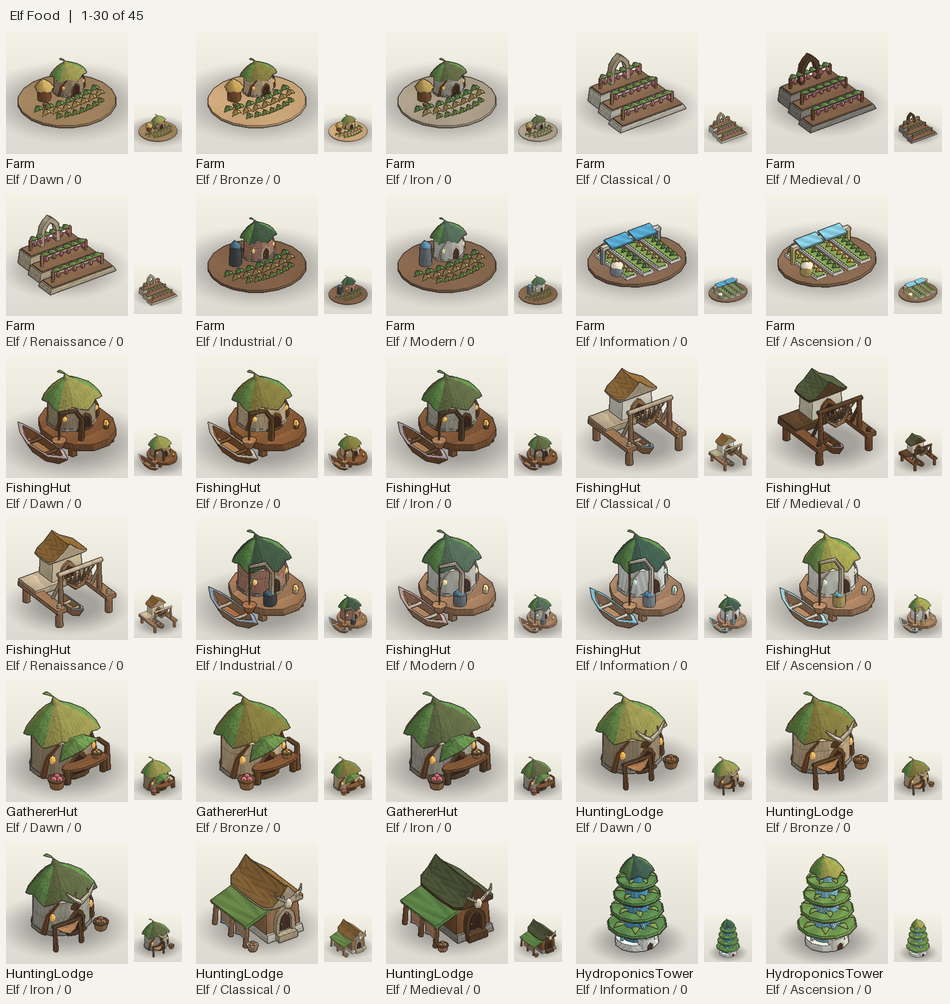 Elf Food | 1-30 of 45
Farm Farm Farm Farm Farm
Elf / Dawn / 0 Elf / Bronze / 0 Elf / Iron / 0 Elf / Classical / 0 Elf / Medieval / 0
Farm Farm Farm Farm Farm
Elf / Renaissance / 0 Elf / Industrial / 0 Elf / Modern / 0 Elf / Information / 0 Elf / Ascension / 0
FishingHut FishingHut FishingHut FishingHut FishingHut
Elf / Dawn / 0 Elf / Bronze / 0 Elf / Iron / 0 Elf / Classical / 0 Elf / Medieval / 0
FishingHut FishingHut FishingHut FishingHut FishingHut
Elf / Renaissance / 0 Elf / Industrial / 0 Elf / Modern / 0 Elf / Information / 0 Elf / Ascension / 0
GathererHut GathererHut GathererHut HuntingLodge HuntingLodge
Elf / Dawn / 0 Elf / Bronze / 0 Elf / Iron / 0 Elf / Dawn / 0 Elf / Bronze / 0
HuntingLodge HuntingLodge HuntingLodge HydroponicsTower HydroponicsTower
Elf / Iron / 0 Elf / Classical / 0 Elf / Medieval / 0 Elf / Information / 0 Elf / Ascension / 0